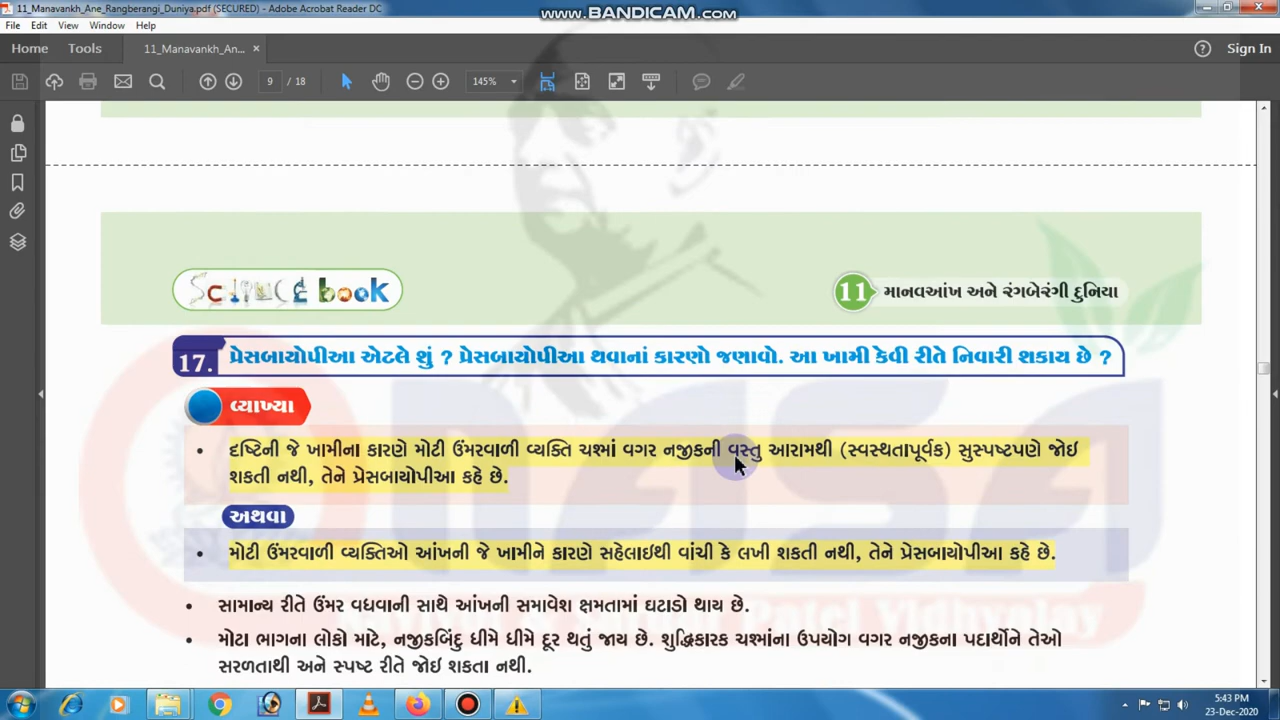 11_Manavankh_Ane_Rangberangi_Duniya.pdf (SECURED) - Adobe Acrobat Reader DC
www.BANDICAM.com
File Edit View Window Help
Home Tools 11_Manavankh_An... × Sign In
9 / 18 145%
Science book
11 માનવઆંખ અને રંગબેરંગી દુનિયા
17. પ્રેસબાયોપીઆ એટલે શું ? પ્રેસબાયોપીઆ થવાનાં કારણો જણાવો. આ ખામી કેવી રીતે નિવારી શકાય છે ?
વ્યાખ્યા
• દૃષ્ટિની જે ખામીના કારણે મોટી ઉંમરવાળી વ્યક્તિ ચશ્માં વગર નજીકની વસ્તુ આરામથી (સ્વસ્થતાપૂર્વક) સુસ્પષ્ટપણે જોઇ
શકતી નથી, તેને પ્રેસબાયોપીઆ કહે છે.
અથવા
• મોટી ઉંમરવાળી વ્યક્તિઓ આંખની જે ખામીને કારણે સહેલાઇથી વાંચી કે લખી શકતી નથી, તેને પ્રેસબાયોપીઆ કહે છે.
• સામાન્ય રીતે ઉંમર વધવાની સાથે આંખની સમાવેશ ક્ષમતામાં ઘટાડો થાય છે.
• મોટા ભાગના લોકો માટે, નજીકબિંદુ ધીમે ધીમે દૂર થતું જાય છે. શુદ્ધિકારક ચશ્માંના ઉપયોગ વગર નજીકના પદાર્થોને તેઓ
સરળતાથી અને સ્પષ્ટ રીતે જોઇ શકતા નથી.
5:43 PM
23-Dec-2020